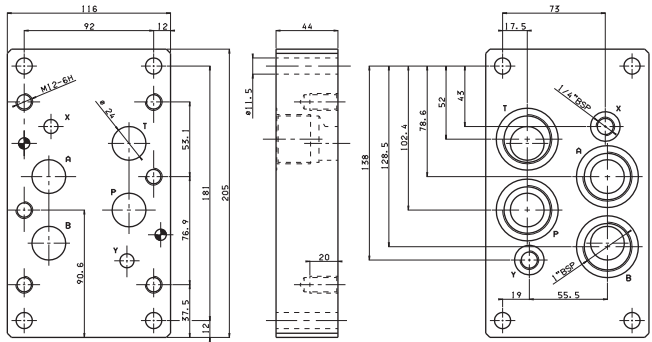 116
92
12
M12-6H
X
ø 24
T
A
P
B
Y
53.1
76.9
37.5
12
181
205
90.6
44
ø11.5
20
73
17.5
1/4"BSP
T
X
43
52
78.6
102.4
128.5
138
A
P
Y
B
1"BSP
19
55.5